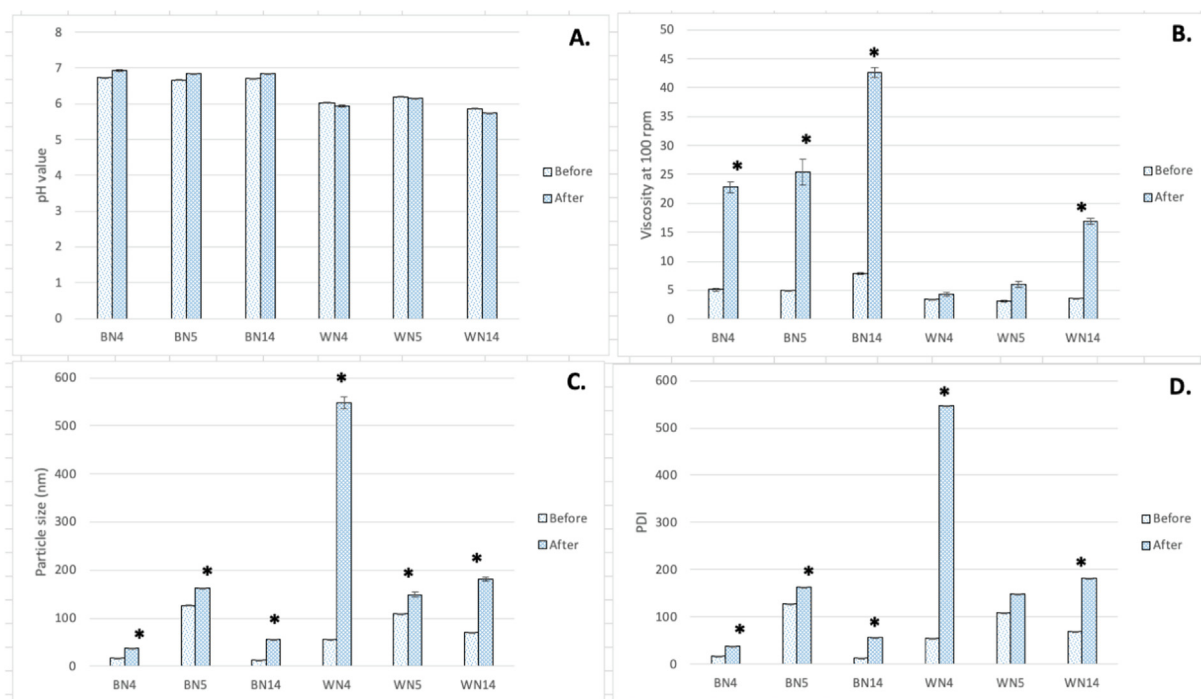 A.
8
7
6
5
4
3
2
1
0
pH value
BN4 BN5 BN14 WN4 WN5 WN14
Before
After
B.
50
45
40
35
30
25
20
15
10
5
0
Viscosity at 100 rpm
* * * *
BN4 BN5 BN14 WN4 WN5 WN14
Before
After
C.
600
500
400
300
200
100
0
Particle size (nm)
* * * * * *
BN4 BN5 BN14 WN4 WN5 WN14
Before
After
D.
600
500
400
300
200
100
0
PDI
* * * * *
BN4 BN5 BN14 WN4 WN5 WN14
Before
After